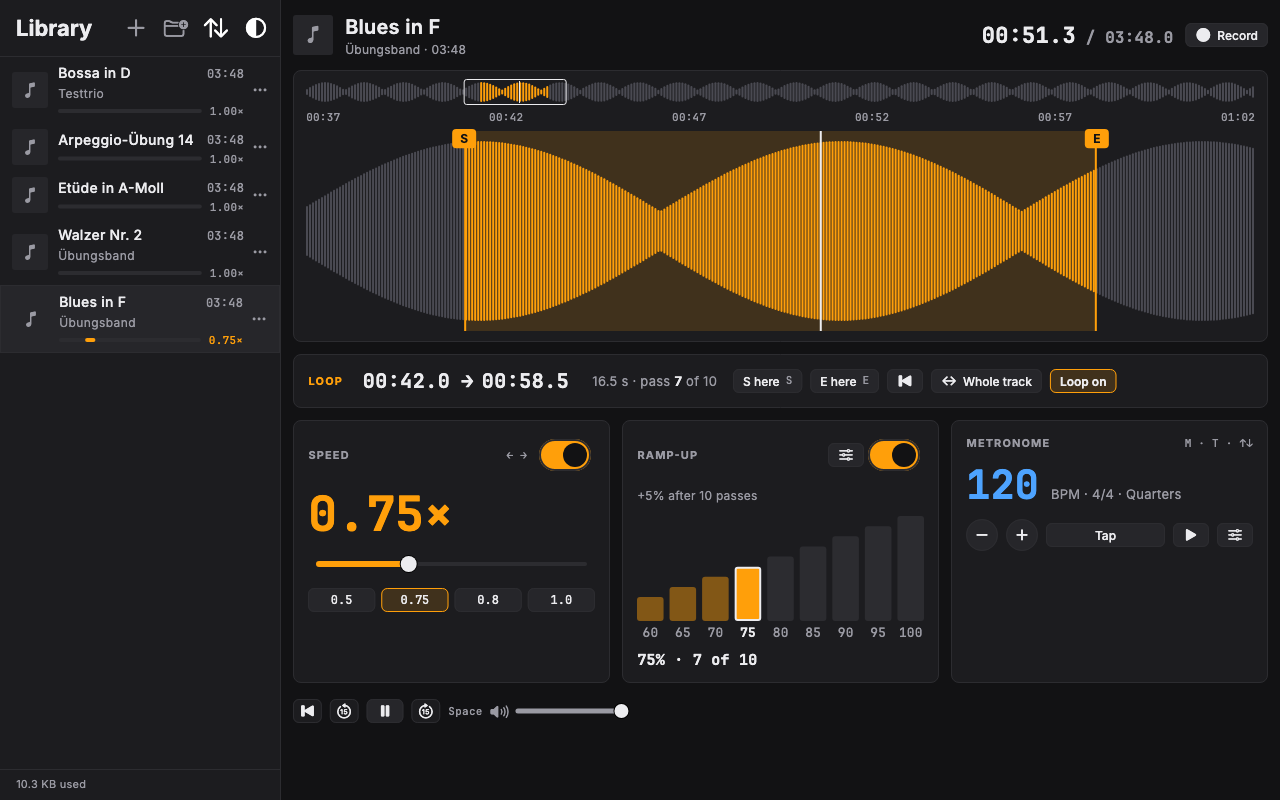 Library
Bossa in D 03:48
Testtrio
1.00×
Arpeggio-Übung 14 03:48
1.00×
Etüde in A-Moll 03:48
1.00×
Walzer Nr. 2 03:48
Übungsband
1.00×
Blues in F 03:48
Übungsband
0.75×
10.3 KB used
Blues in F
Übungsband · 03:48
00:51.3 / 03:48.0 Record
00:37 00:42 00:47 00:52 00:57 01:02
S E
LOOP 00:42.0 → 00:58.5 16.5 s · pass 7 of 10 S here S E here E ↔ Whole track Loop on
SPEED ← →
0.75×
0.5 0.75 0.8 1.0
RAMP-UP
+5% after 10 passes
60 65 70 75 80 85 90 95 100
75% · 7 of 10
METRONOME M · T · ↑↓
120 BPM · 4/4 · Quarters
− + Tap
15 15 Space